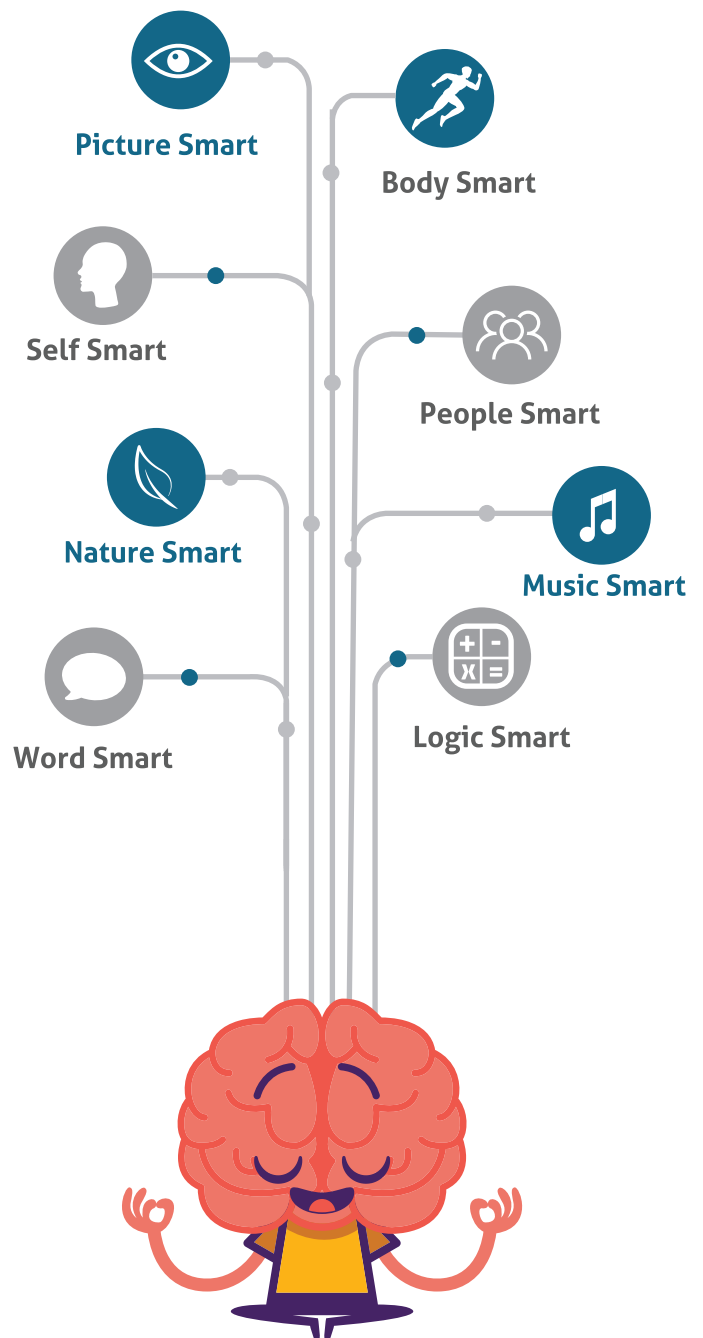 Picture Smart
Body Smart
Self Smart
People Smart
Nature Smart
Music Smart
+ -
x =
Logic Smart
Word Smart